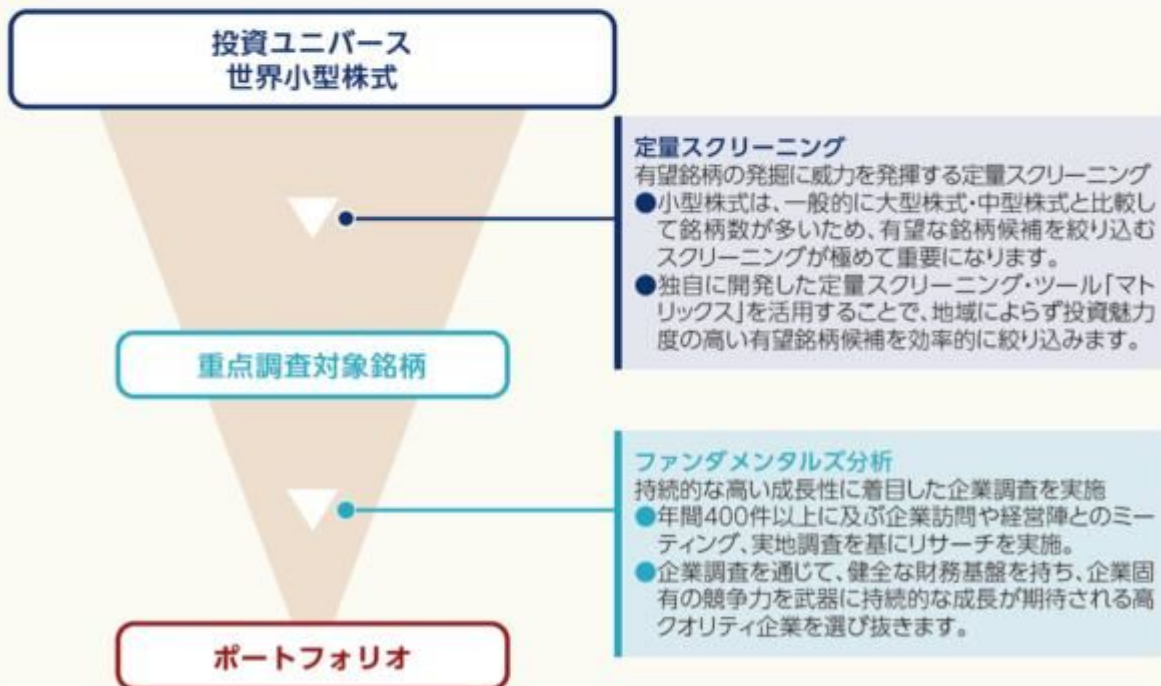 投資ユニバース
世界小型株式
定量スクリーニング
有望銘柄の発掘に威力を発揮する定量スクリーニング
●小型株式は、一般的に大型株式・中型株式と比較し
て銘柄数が多いため、有望な銘柄候補を絞り込む
スクリーニングが極めて重要になります。
●独自に開発した定量スクリーニング・ツール「マト
リックス」を活用することで、地域によらず投資魅力
度の高い有望銘柄候補を効率的に絞り込みます。
重点調査対象銘柄
ファンダメンタルズ分析
持続的な高い成長性に着目した企業調査を実施
●年間400件以上に及ぶ企業訪問や経営陣とのミー
ティング、実地調査を基にリサーチを実施。
●企業調査を通じて、健全な財務基盤を持ち、企業固
有の競争力を武器に持続的な成長が期待される高
クオリティ企業を選び抜きます。
ポートフォリオ